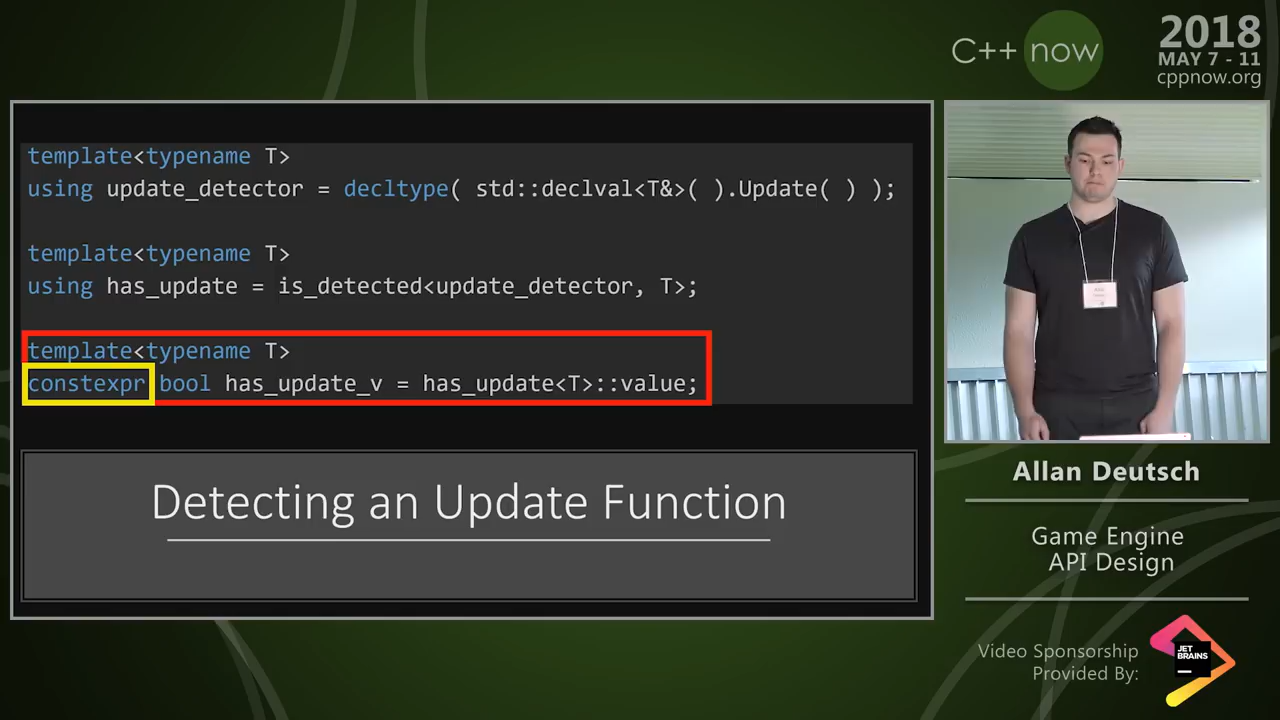 C++ now
2018
MAY 7 - 11
cppnow.org
template<typename T>
using update_detector = decltype( std::declval<T&>( ).Update( ) );
template<typename T>
using has_update = is_detected<update_detector, T>;
template<typename T>
constexpr bool has_update_v = has_update<T>::value;
Detecting an Update Function
Allan Deutsch
Game Engine
API Design
Video Sponsorship
Provided By:
JET
BRAINS